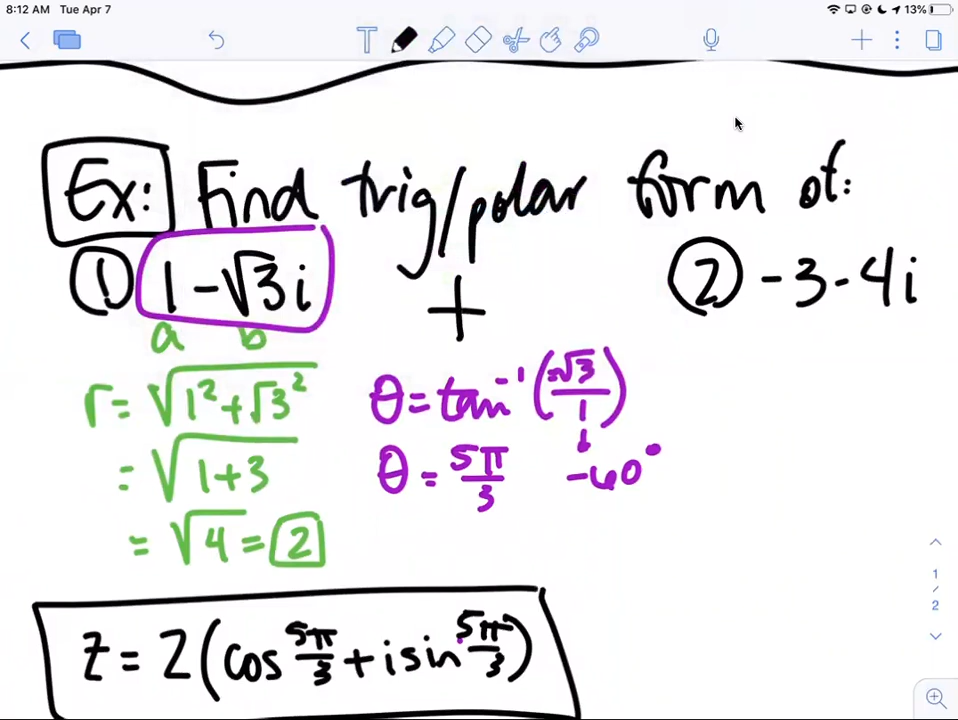 8:12 AM Tue Apr 7
13%
T
Ex: Find trig/polar form of:
① 1-√3i
② -3-4i
a b
r = √1²+√3²
= √1+3
= √4 = 2
θ = tan⁻¹(-√3/1)
θ = 5π/3
-60°
z = 2(cos 5π/3 + i sin 5π/3)
1
/
2